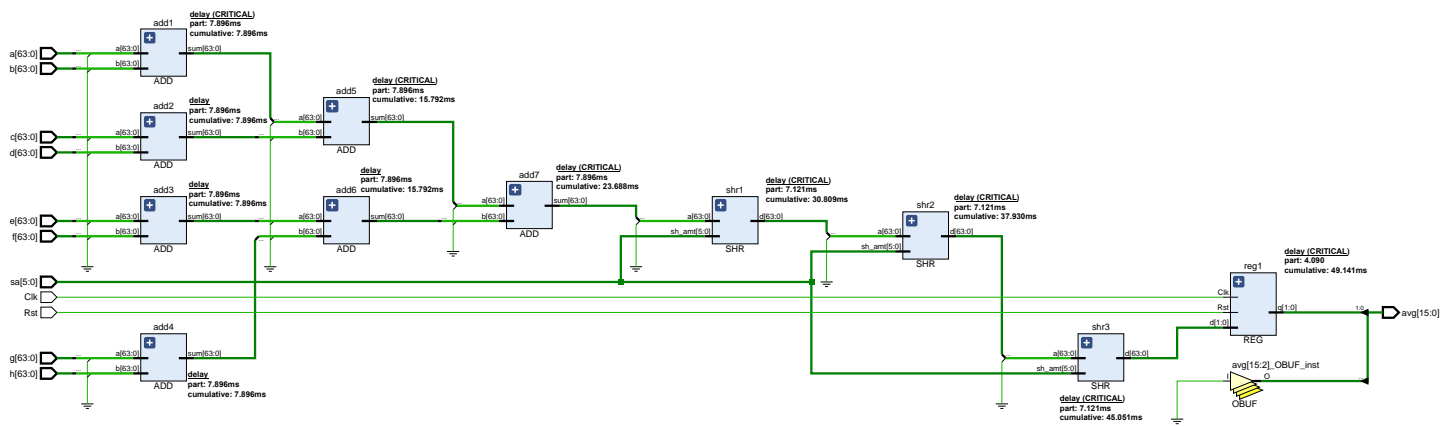 add1
delay (CRITICAL)
part: 7.896ms
cumulative: 7.896ms
a[63:0]
a[63:0]
sum[63:0]
b[63:0]
b[63:0]
ADD
add2
delay
part: 7.896ms
cumulative: 7.896ms
c[63:0]
a[63:0]
sum[63:0]
d[63:0]
b[63:0]
ADD
add5
delay (CRITICAL)
part: 7.896ms
cumulative: 15.792ms
a[63:0]
sum[63:0]
b[63:0]
ADD
add3
delay
part: 7.896ms
cumulative: 7.896ms
e[63:0]
a[63:0]
sum[63:0]
f[63:0]
b[63:0]
ADD
add6
delay
part: 7.896ms
cumulative: 15.792ms
a[63:0]
sum[63:0]
b[63:0]
ADD
add7
delay (CRITICAL)
part: 7.896ms
cumulative: 23.688ms
a[63:0]
sum[63:0]
b[63:0]
ADD
shr1
delay (CRITICAL)
part: 7.121ms
cumulative: 30.809ms
a[63:0]
d[63:0]
sh_amt[5:0]
SHR
shr2
delay (CRITICAL)
part: 7.121ms
cumulative: 37.930ms
a[63:0]
d[63:0]
sh_amt[5:0]
SHR
sa[5:0]
Clk
Rst
reg1
delay (CRITICAL)
part: 4.090
cumulative: 49.141ms
Clk
Rst
q[1:0]
d[1:0]
REG
1:0
avg[15:0]
add4
g[63:0]
a[63:0]
sum[63:0]
h[63:0]
b[63:0]
ADD
delay
part: 7.896ms
cumulative: 7.896ms
shr3
a[63:0]
d[63:0]
sh_amt[5:0]
SHR
delay (CRITICAL)
part: 7.121ms
cumulative: 45.051ms
avg[15:2]_OBUF_inst
I
O
OBUF